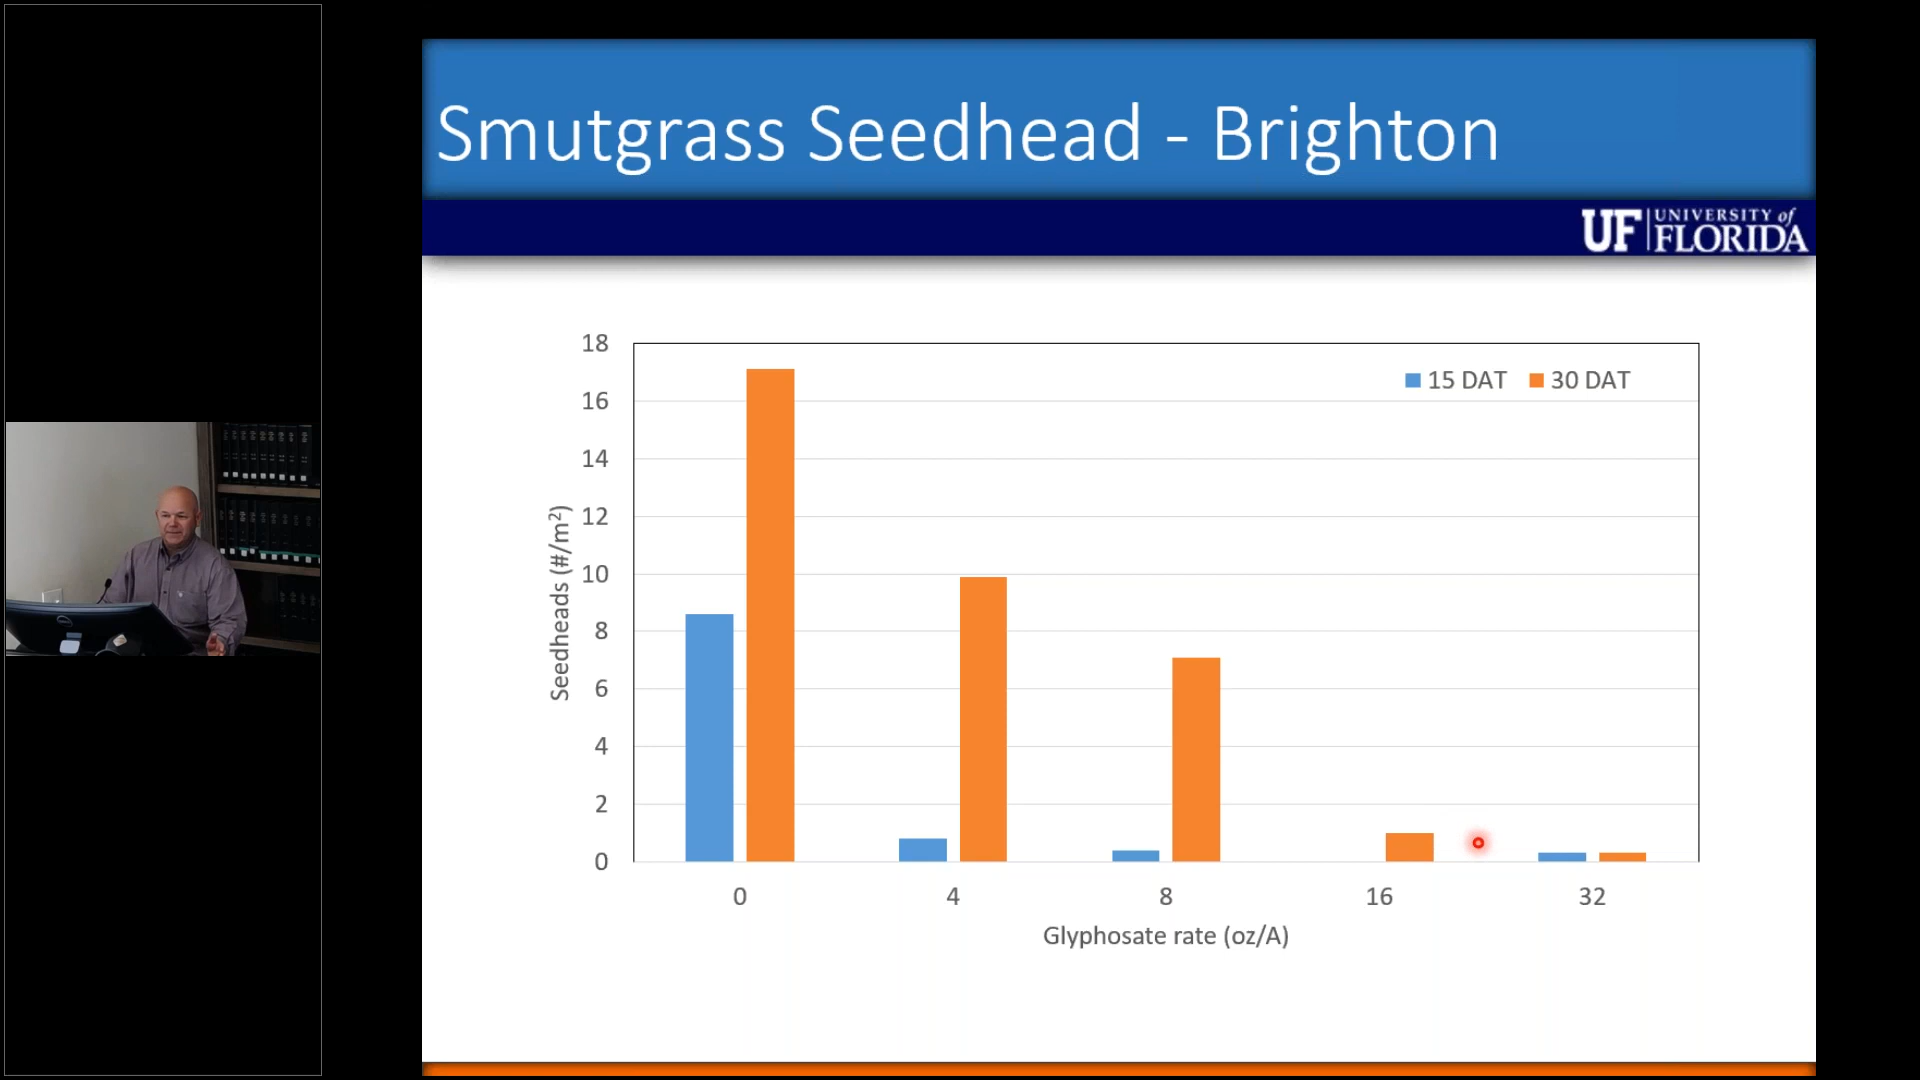 Smutgrass Seedhead - Brighton
UF UNIVERSITY of FLORIDA
15 DAT 30 DAT
Seedheads (#/m²)
18
16
14
12
10
8
6
4
2
0
0 4 8 16 32
Glyphosate rate (oz/A)